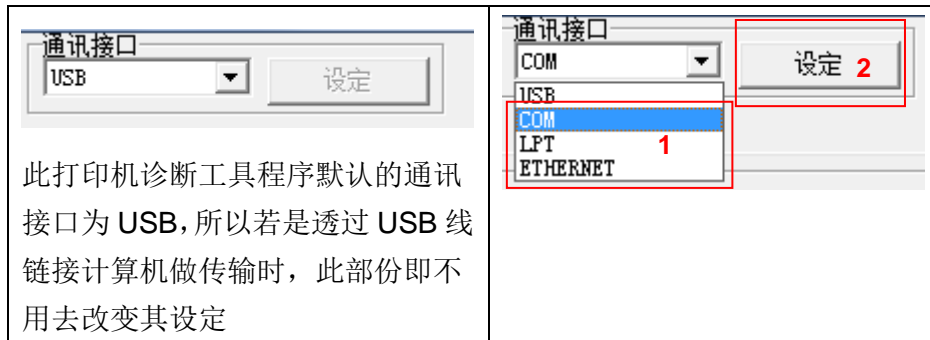 通讯接口
USB
设定
此打印机诊断工具程序默认的通讯
接口为 USB，所以若是透过 USB 线
链接计算机做传输时，此部份即不
用去改变其设定
通讯接口
COM
设定 2
USB
COM
LPT
1
ETHERNET